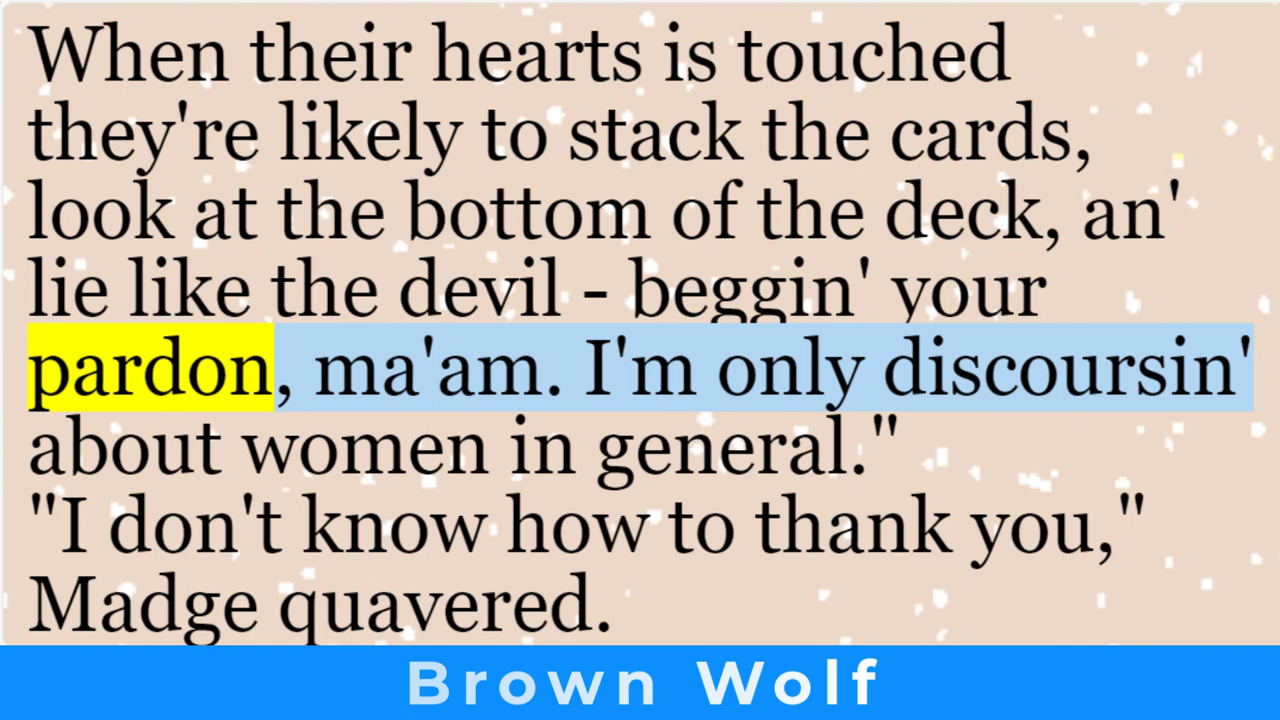 When their hearts is touched
they're likely to stack the cards,
look at the bottom of the deck, an'
lie like the devil - beggin' your
pardon, ma'am. I'm only discoursin'
about women in general."
"I don't know how to thank you,"
Madge quavered.
Brown Wolf